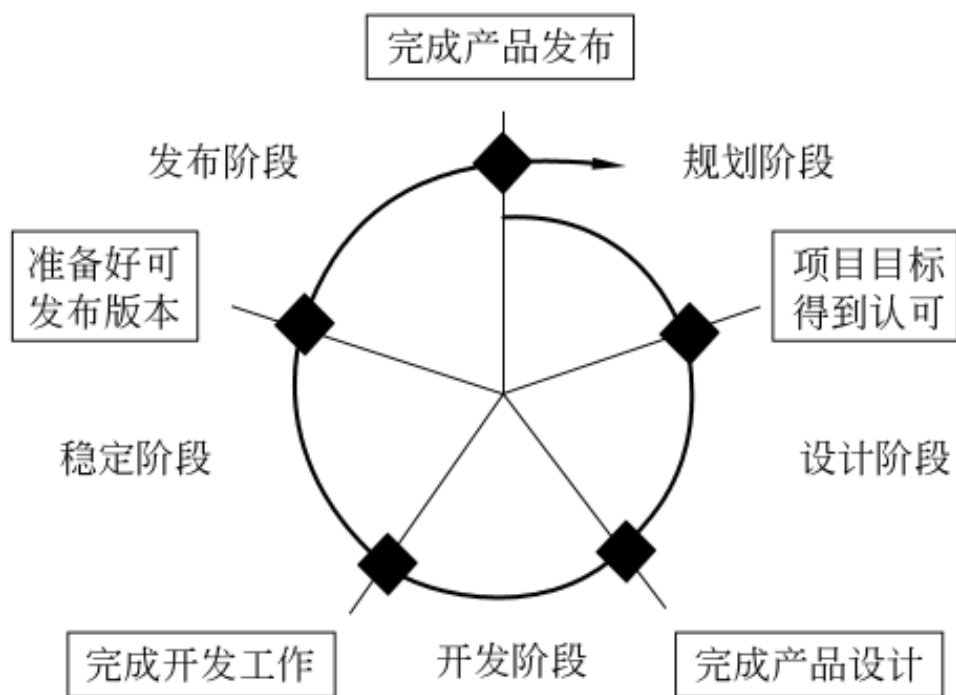 完成产品发布
发布阶段
规划阶段
准备好可
发布版本
项目目标
得到认可
稳定阶段
设计阶段
完成开发工作
开发阶段
完成产品设计